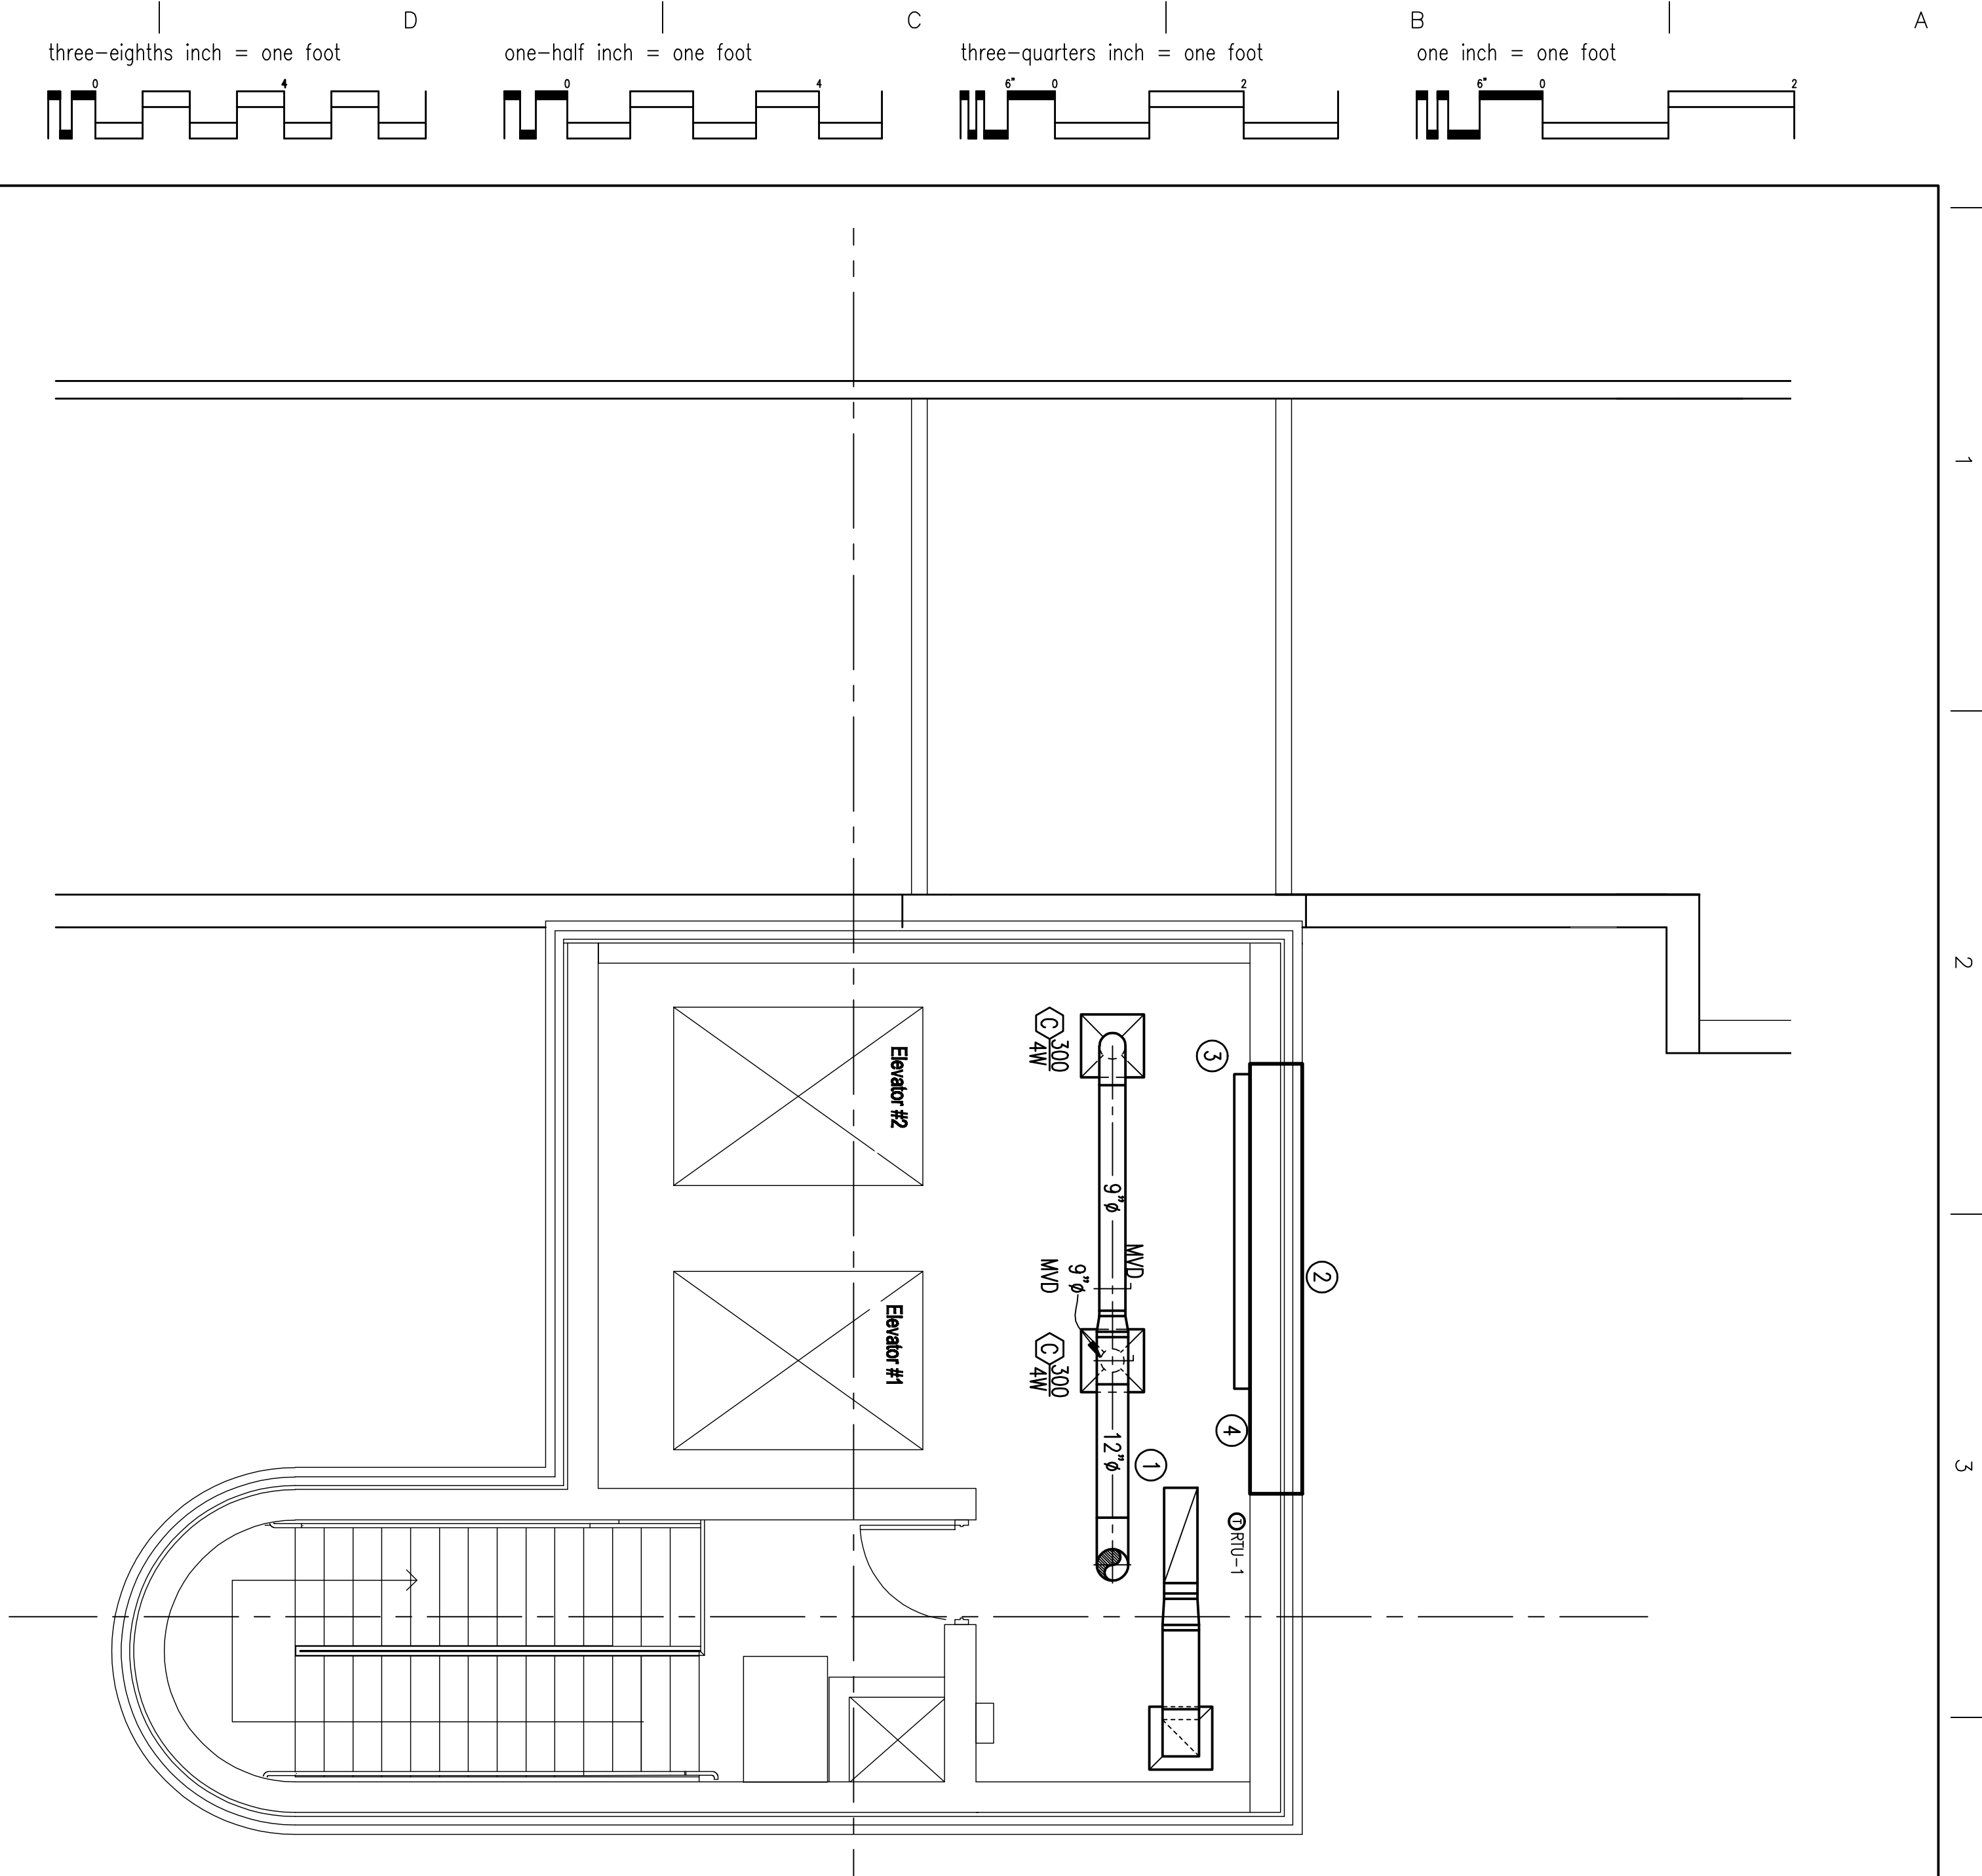 D
C
B
A
three-eighths inch = one foot
one-half inch = one foot
three-quarters inch = one foot
one inch = one foot
0
4
0
4
6"
0
2
6"
0
2
1
2
3
C
300
4W
3
Elevator #2
9"ø
MVD
MVD
9"ø
2
Elevator #1
C
300
4W
4
12"ø
1
T
RTU-1